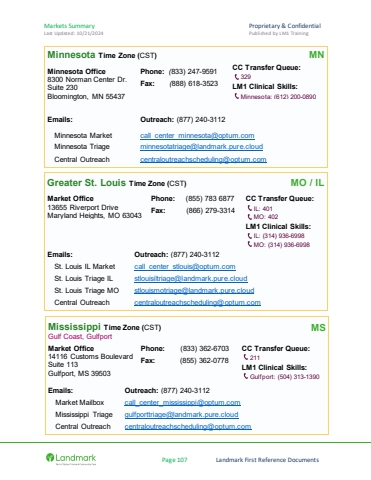 Markets Summary
Proprietary & Confidential
Last Updated: 10/21/2024
Published by LM1 Training
Minnesota Time Zone (CST)
MN
Minnesota Office
8300 Norman Center Dr.
Suite 230
Bloomington, MN 55437
Phone: (833) 247-9591
Fax: (888) 618-3523
CC Transfer Queue:
329
LM1 Clinical Skills:
Minnesota: (612) 200-0890
Emails:
Outreach: (877) 240-3112
Minnesota Market
call_center_minnesota@optum.com
Minnesota Triage
minnesotatriage@landmark.pure.cloud
Central Outreach
centraloutreachscheduling@optum.com
Greater St. Louis Time Zone (CST)
MO / IL
Market Office
13655 Riverport Drive
Maryland Heights, MO 63043
Phone: (855) 783 6877
Fax: (866) 279-3314
CC Transfer Queue:
IL: 401
MO: 402
LM1 Clinical Skills:
IL: (314) 936-6998
MO: (314) 936-6998
Emails:
Outreach: (877) 240-3112
St. Louis IL Market
call_center_stlouis@optum.com
St. Louis Triage IL
stlouisiltriage@landmark.pure.cloud
St. Louis Triage MO
stlouismotriage@landmark.pure.cloud
Central Outreach
centraloutreachscheduling@optum.com
Mississippi Time Zone (CST)
MS
Gulf Coast, Gulfport
Market Office
14116 Customs Boulevard
Suite 113
Gulfport, MS 39503
Phone: (833) 362-6703
Fax: (855) 362-0778
CC Transfer Queue:
211
LM1 Clinical Skills:
Gulfport: (504) 313-1390
Emails:
Outreach: (877) 240-3112
Market Mailbox
call_center_mississippi@optum.com
Mississippi Triage
gulfporttriage@landmark.pure.cloud
Central Outreach
centraloutreachscheduling@optum.com
Landmark
Page 107
Landmark First Reference Documents